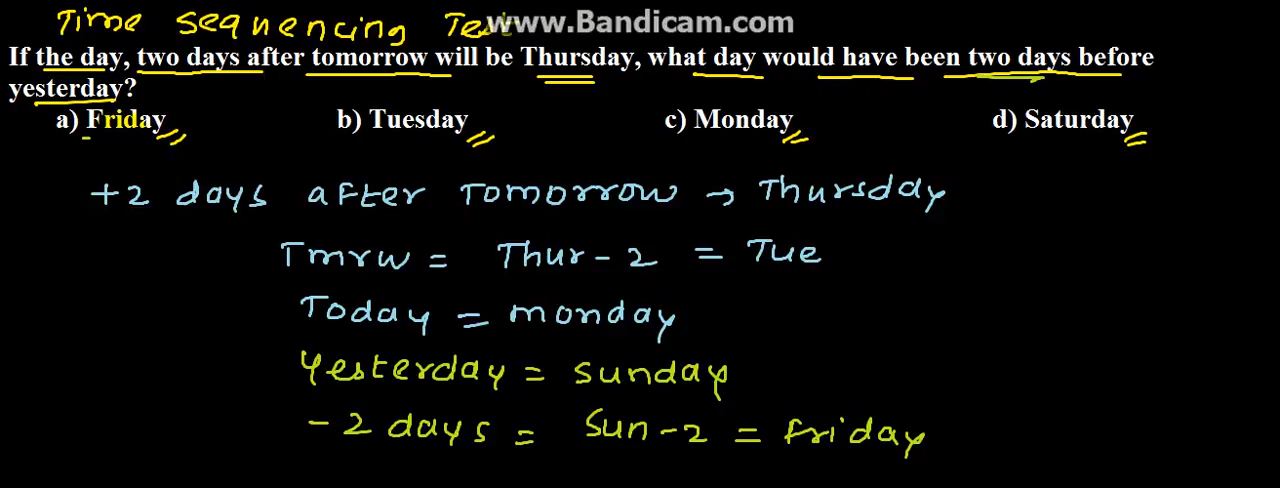 Time sequencing Test
www.Bandicam.com
If the day, two days after tomorrow will be Thursday, what day would have been two days before
yesterday?
a) Friday b) Tuesday c) Monday d) Saturday
+2 days after Tomorrow → Thursday
Tmrw = Thur - 2 = Tue
Today = monday
Yesterday = sunday
- 2 days = Sun - 2 = friday